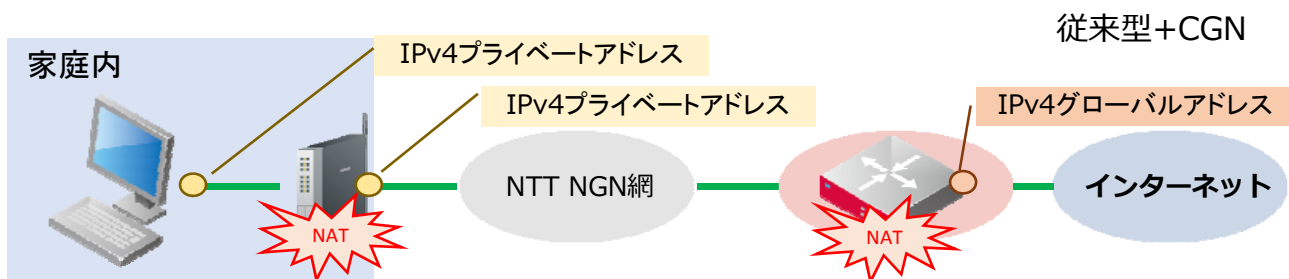 従来型+CGN
家庭内
IPv4プライベートアドレス
IPv4プライベートアドレス
IPv4グローバルアドレス
NTT NGN網
インターネット
NAT
NAT